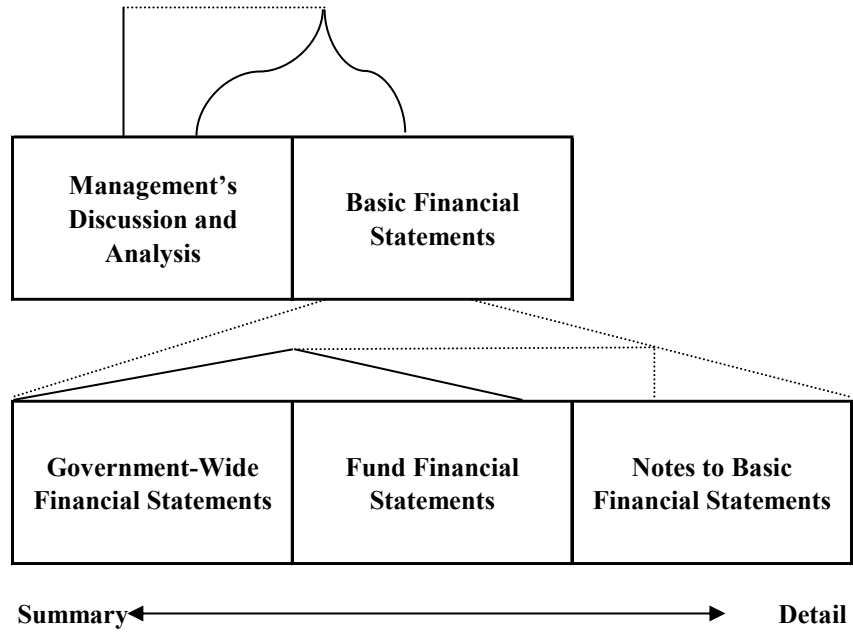 Management’s
Discussion and
Analysis
Basic Financial
Statements
Government-Wide
Financial Statements
Fund Financial
Statements
Notes to Basic
Financial Statements
Summary
Detail